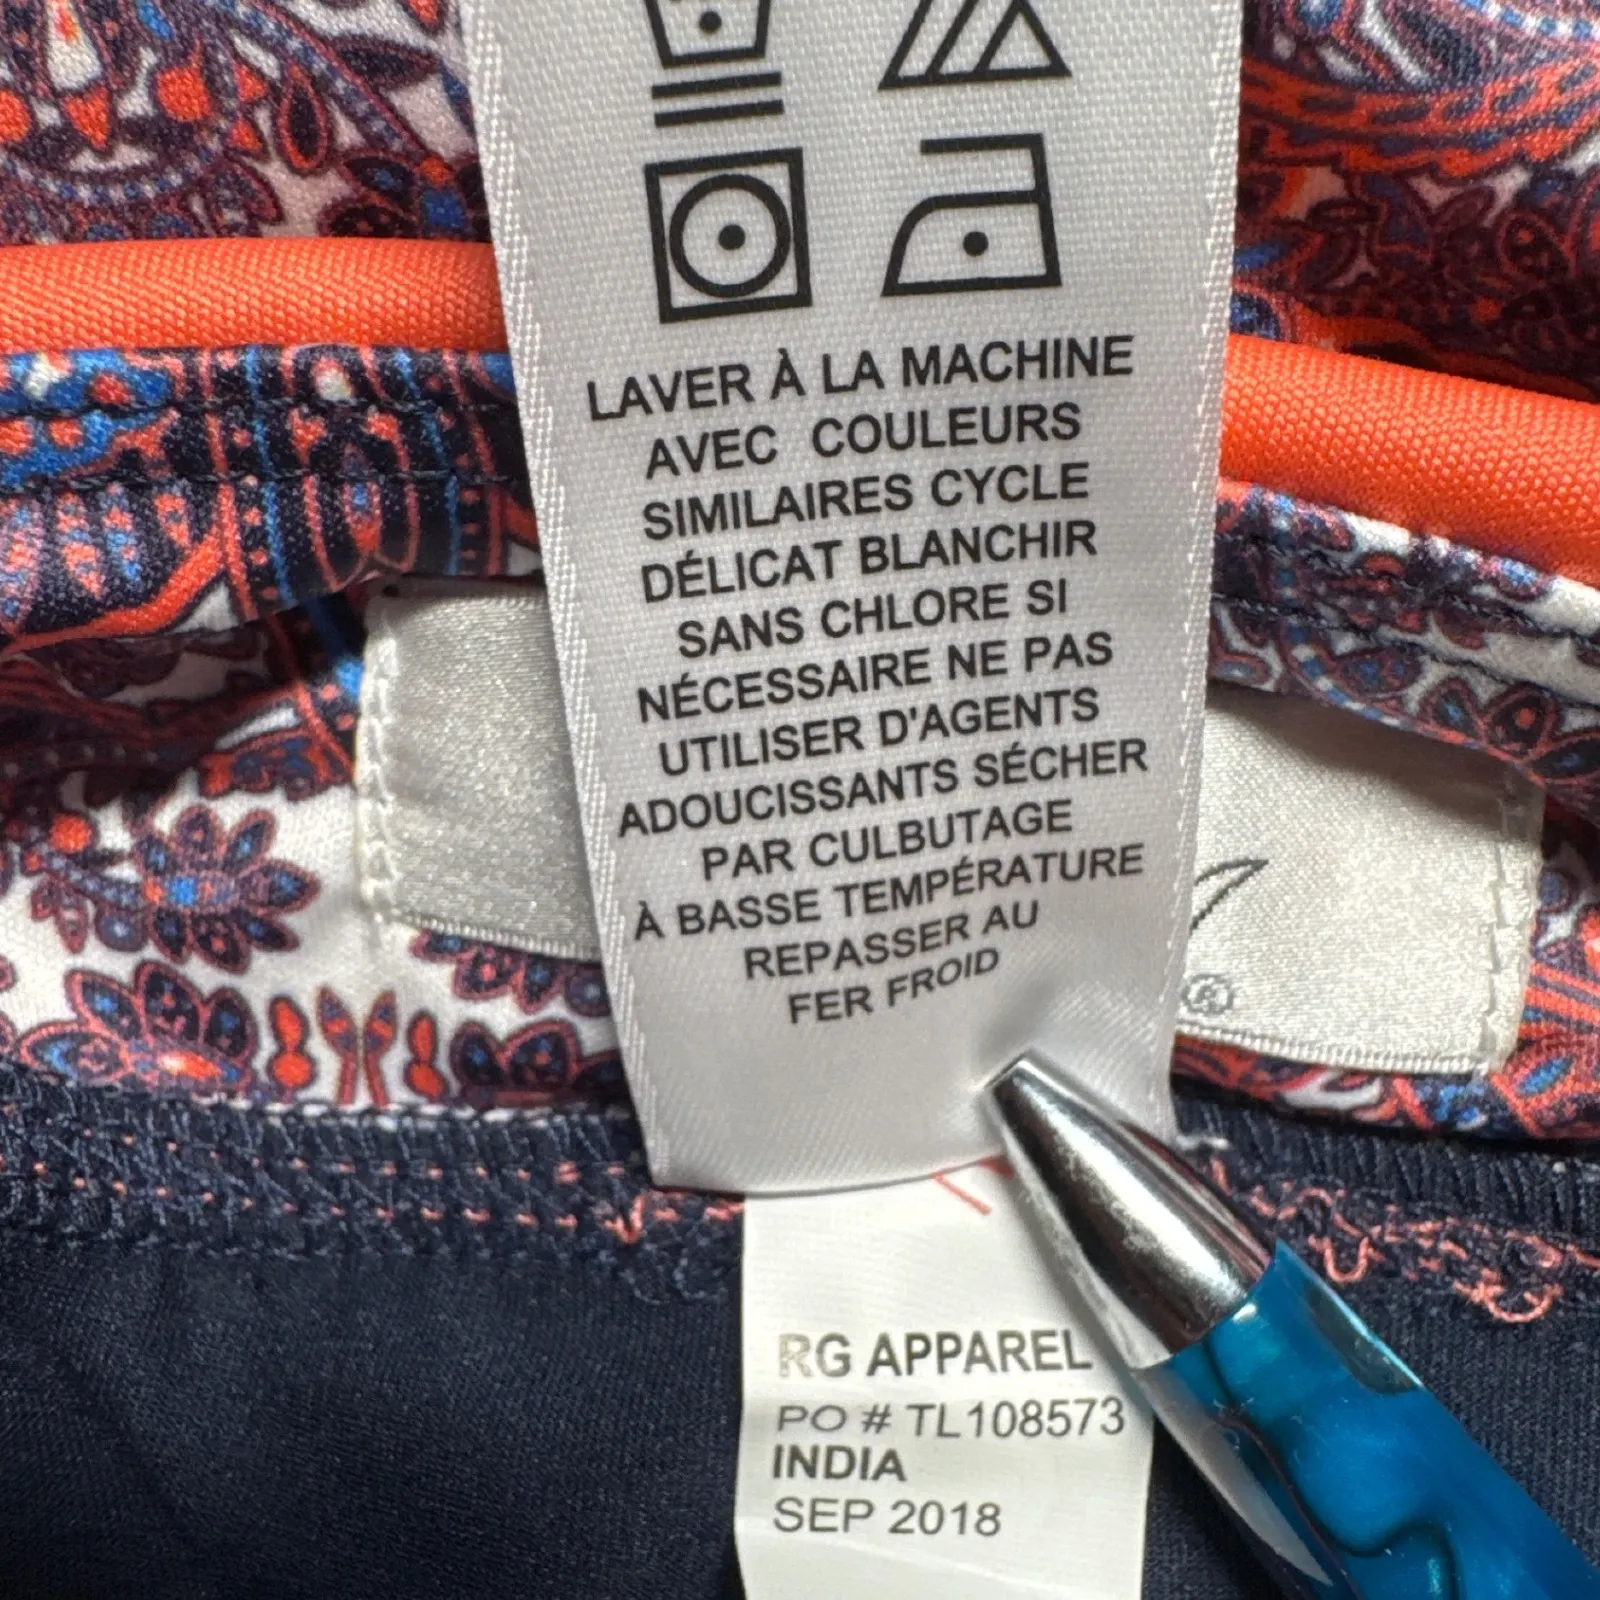 LAVER À LA MACHINE
AVEC COULEURS
SIMILAIRES CYCLE
DÉLICAT BLANCHIR
SANS CHLORE SI
NÉCESSAIRE NE PAS
UTILISER D'AGENTS
ADOUCISSANTS SÉCHER
PAR CULBUTAGE
À BASSE TEMPÉRATURE
REPASSER AU
FER FROID
®
RG APPAREL
PO # TL108573
INDIA
SEP 2018